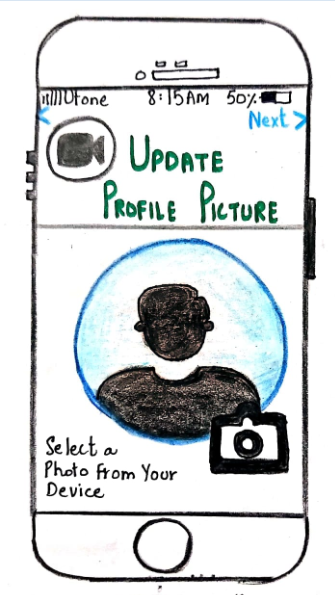 Ufone 8:15AM 50%
Next >
<
UPDATE
PROFILE PICTURE
Select a
Photo from Your
Device